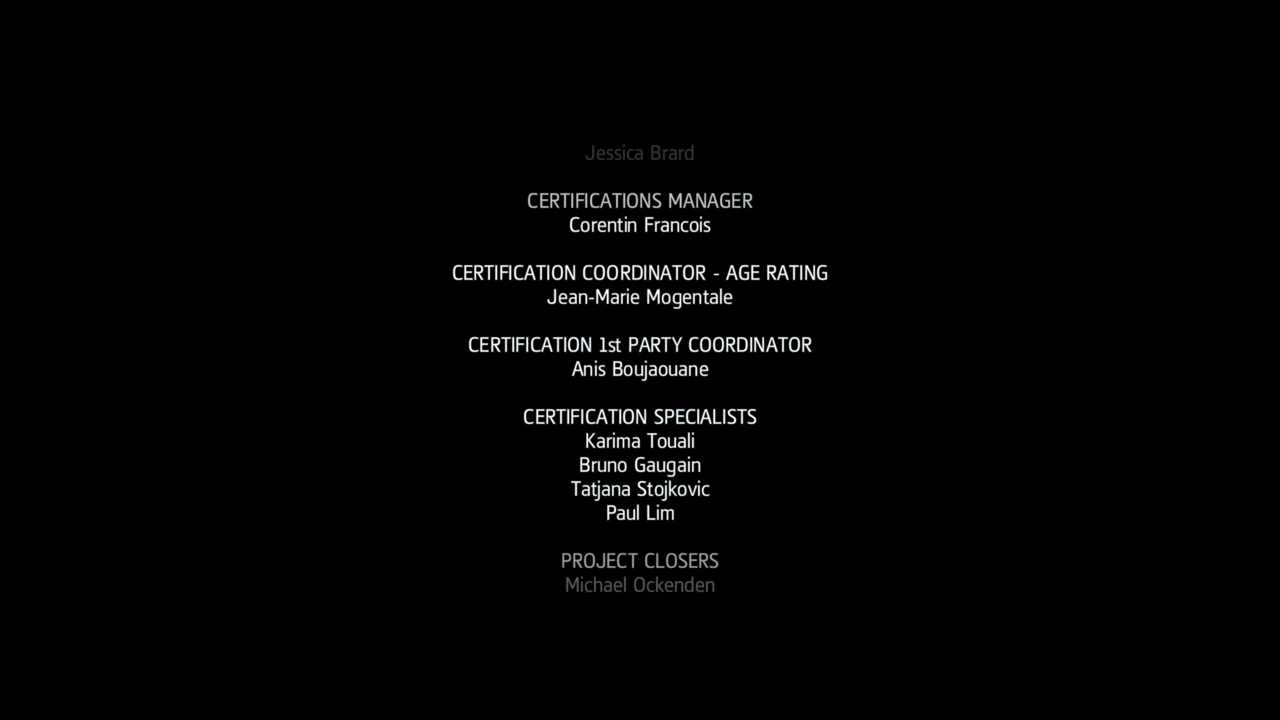 Jessica Brard
CERTIFICATIONS MANAGER
Corentin Francois
CERTIFICATION COORDINATOR - AGE RATING
Jean-Marie Mogentale
CERTIFICATION 1st PARTY COORDINATOR
Anis Boujaouane
CERTIFICATION SPECIALISTS
Karima Touali
Bruno Gaugain
Tatjana Stojkovic
Paul Lim
PROJECT CLOSERS
Michael Ockenden